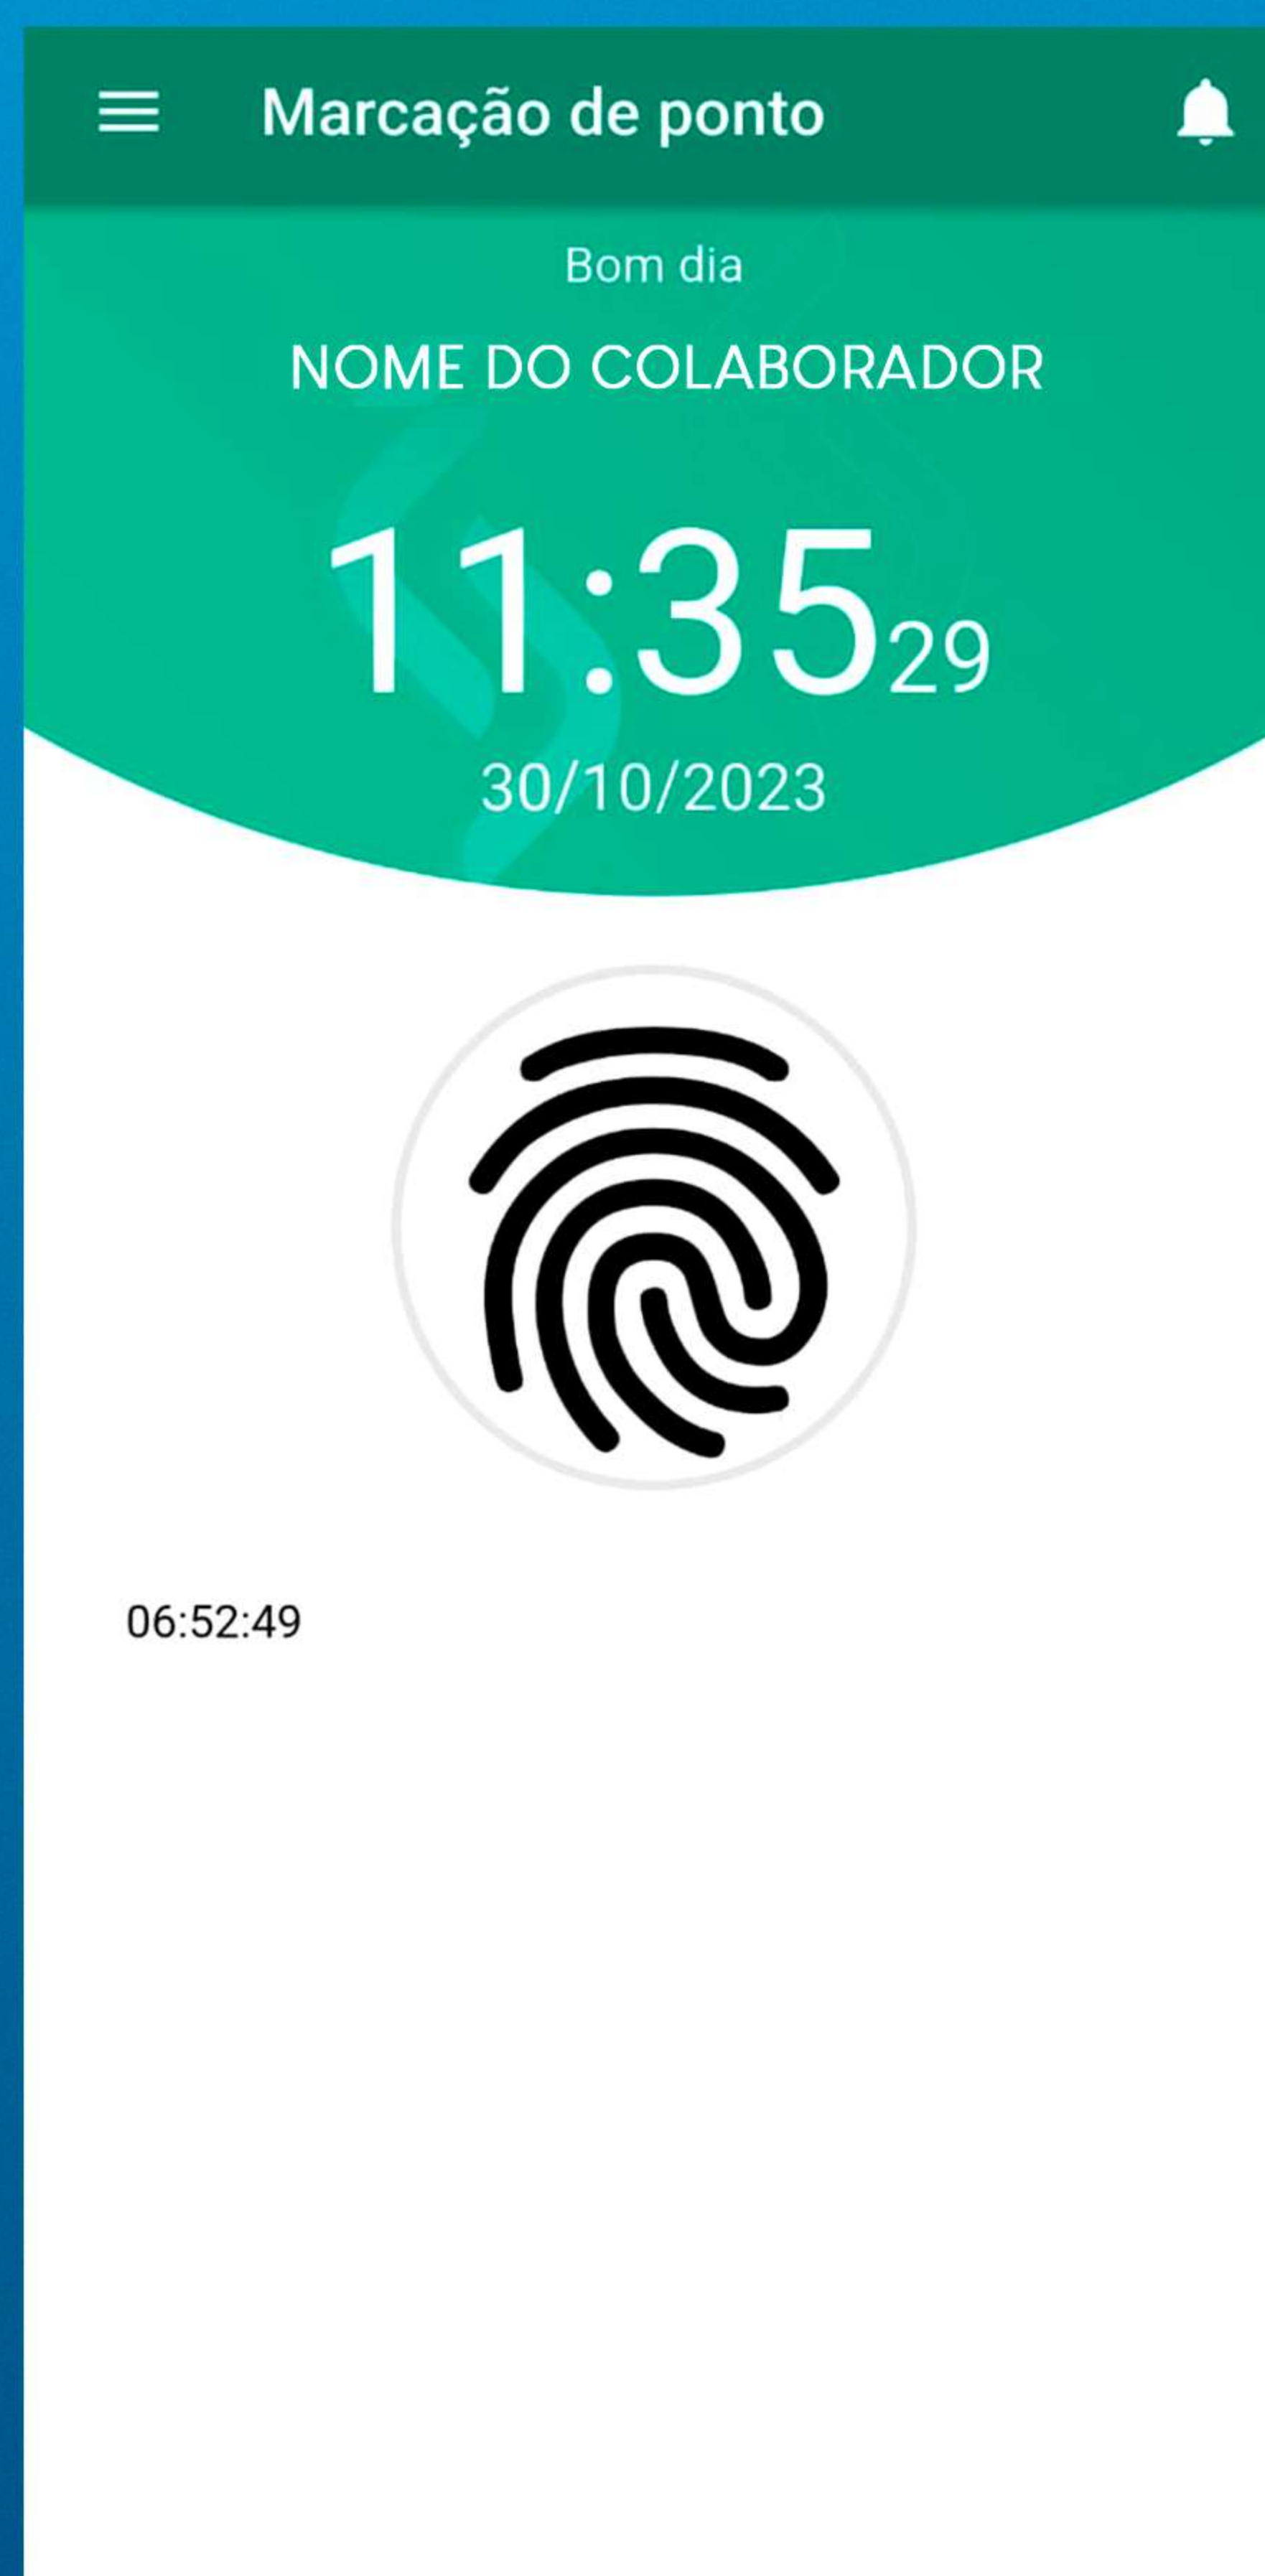 Marcação de ponto
Bom dia
NOME DO COLABORADOR
11:35 29
30/10/2023
06:52:49